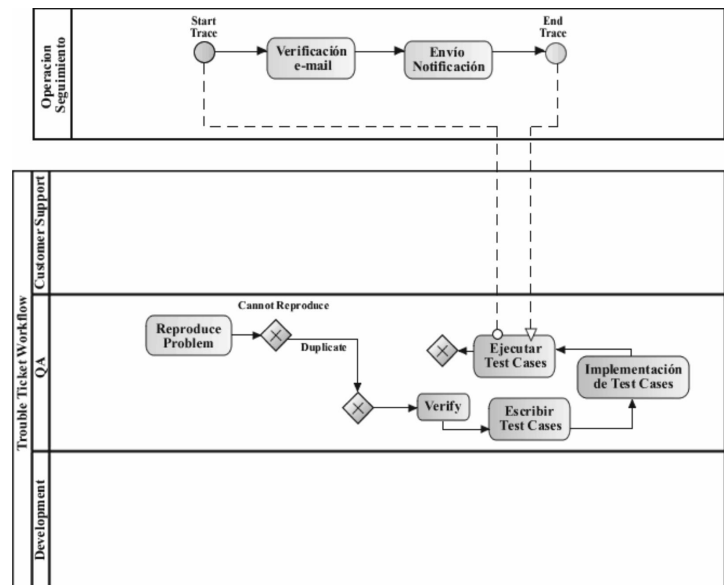 Start
Trace
End
Trace
Operacion
Seguimiento
Verificación
e-mail
Envío
Notificación
Trouble Ticket Workflow
Customer Support
QA
Cannot Reproduce
Reproduce
Problem
Duplicate
Ejecutar
Test Cases
Implementación
de Test Cases
Verify
Escribir
Test Cases
Development